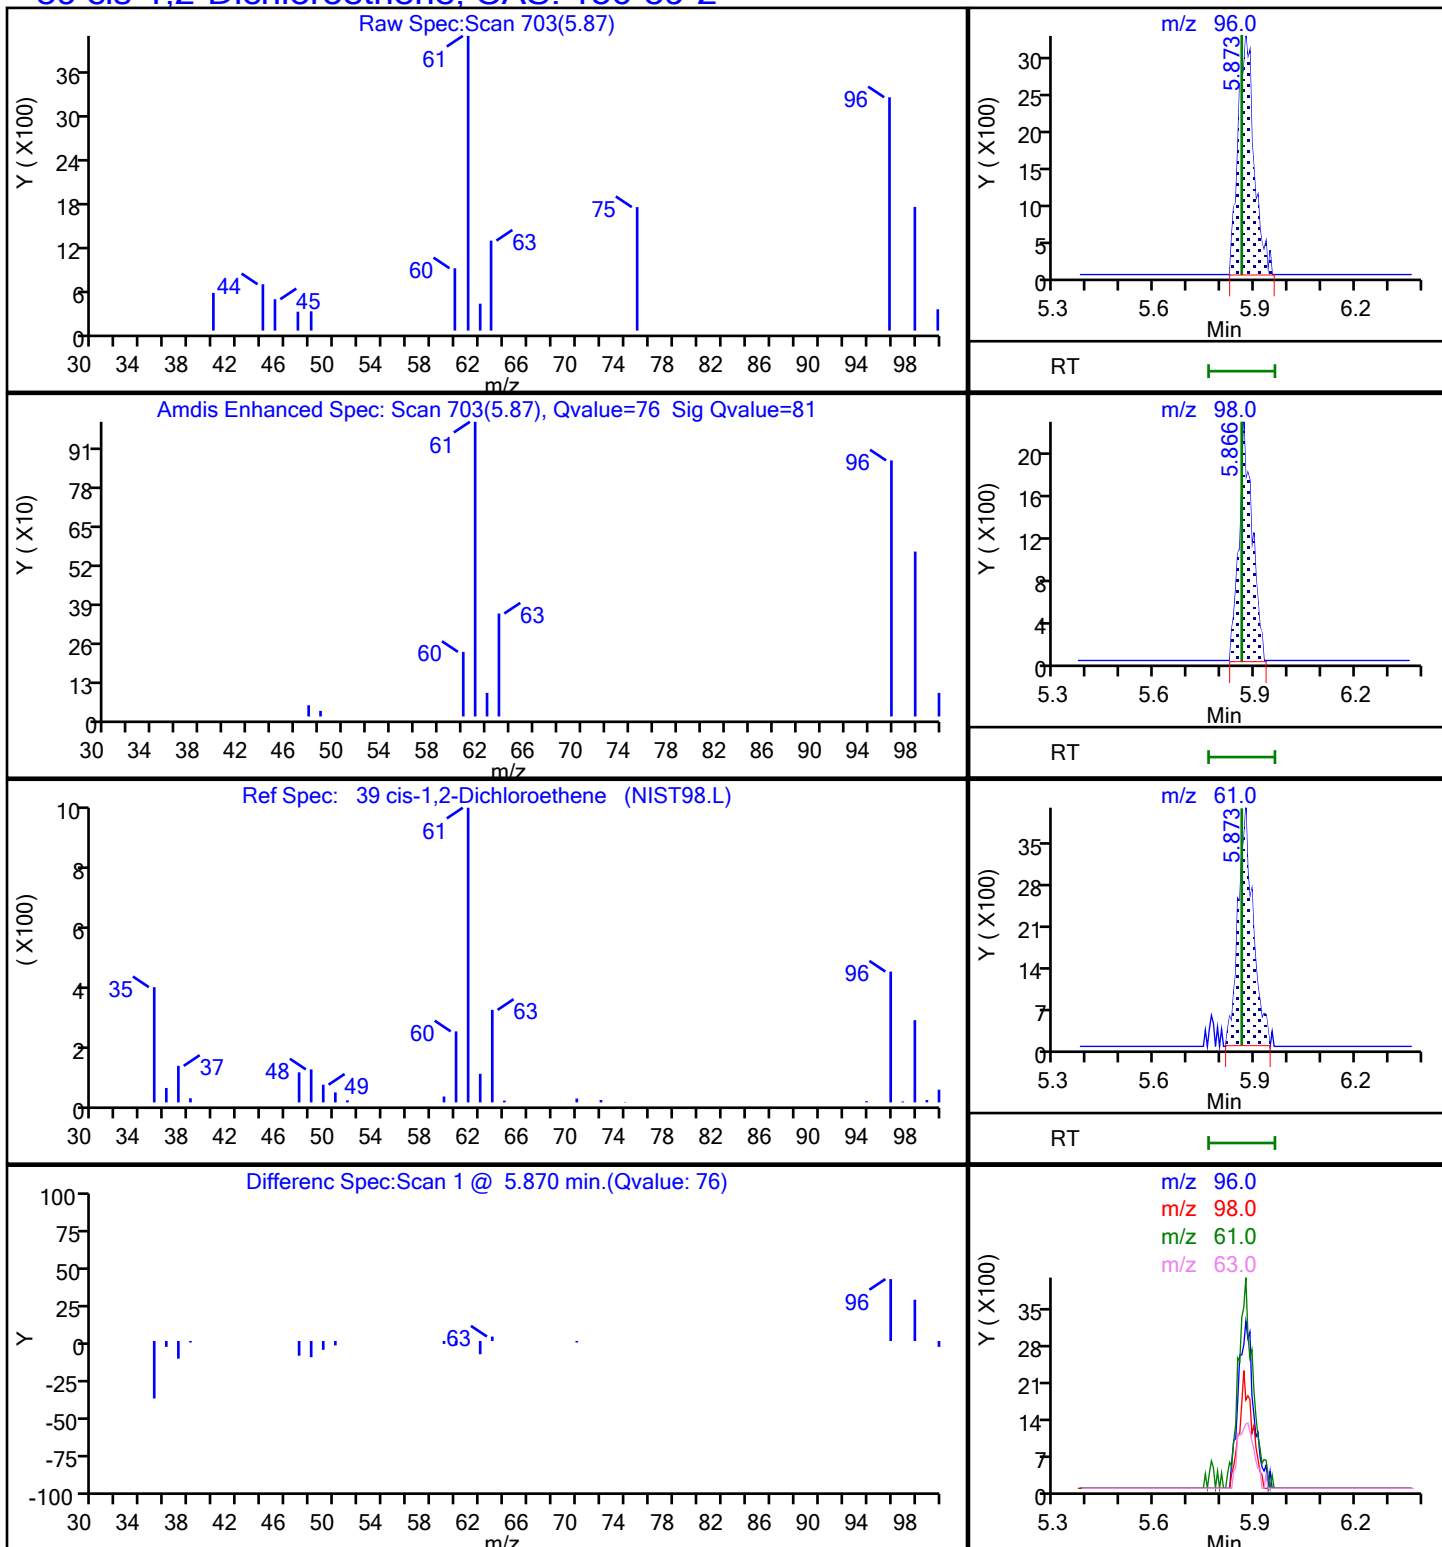 39 cis-1,2-Dichloroethene, CAS: 156-59-2
Raw Spec:Scan 703(5.87)
Y ( X100)
36
30
24
18
12
6
0
44
45
60
61
63
75
96
30 34 38 42 46 50 54 58 62 66 70 74 78 82 86 90 94 98
m/z
m/z 96.0
Y ( X100)
30
25
20
15
10
5
0
5.873
5.3 5.6 5.9 6.2
Min
RT
Amdis Enhanced Spec: Scan 703(5.87), Qvalue=76 Sig Qvalue=81
Y ( X10)
91
78
65
52
39
26
13
0
60
61
63
96
30 34 38 42 46 50 54 58 62 66 70 74 78 82 86 90 94 98
m/z
m/z 98.0
Y ( X100)
20
16
12
8
4
0
5.866
5.3 5.6 5.9 6.2
Min
RT
Ref Spec: 39 cis-1,2-Dichloroethene (NIST98.L)
( X100)
10
8
6
4
2
0
35
37
48
49
60
61
63
96
30 34 38 42 46 50 54 58 62 66 70 74 78 82 86 90 94 98
m/z 61.0
Y ( X100)
35
28
21
14
7
0
5.873
5.3 5.6 5.9 6.2
Min
RT
Differenc Spec:Scan 1 @ 5.870 min.(Qvalue: 76)
Y
100
75
50
25
0
-25
-50
-75
-100
63
96
30 34 38 42 46 50 54 58 62 66 70 74 78 82 86 90 94 98
m/z
m/z 96.0
m/z 98.0
m/z 61.0
m/z 63.0
Y ( X100)
35
28
21
14
7
0
5.3 5.6 5.9 6.2
Min